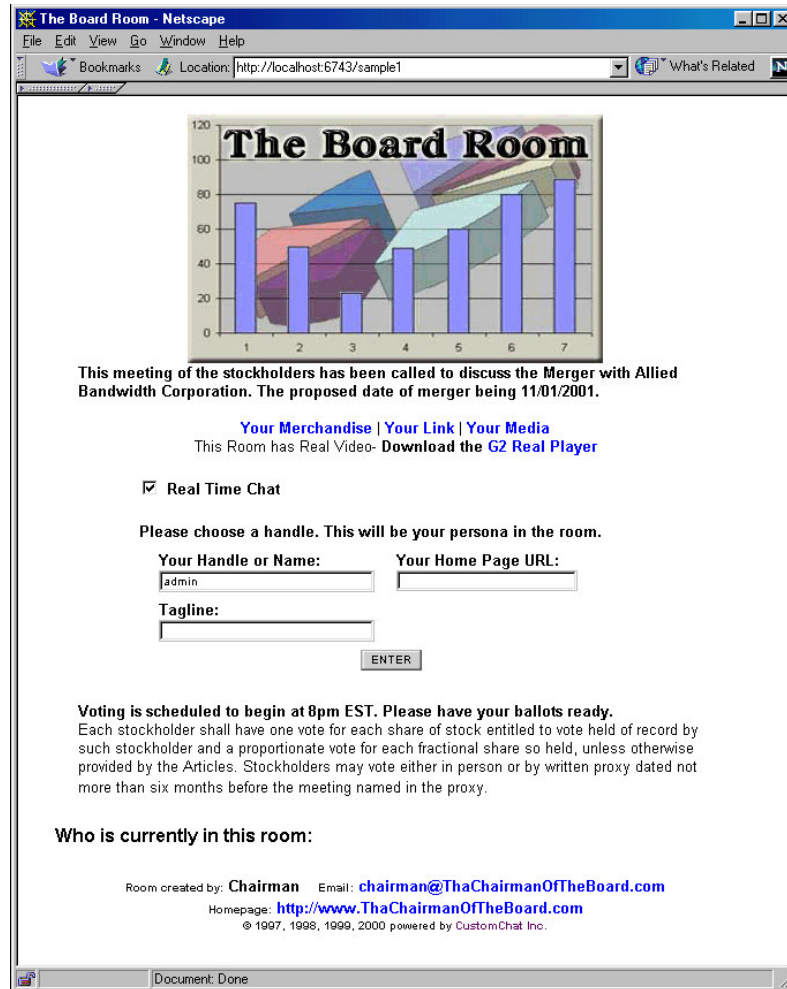 The Board Room - Netscape
File Edit View Go Window Help
Bookmarks Location: http://localhost:6743/sample1 What's Related N
The Board Room
120
100
80
60
40
20
0
1 2 3 4 5 6 7
This meeting of the stockholders has been called to discuss the Merger with Allied
Bandwidth Corporation. The proposed date of merger being 11/01/2001.
Your Merchandise | Your Link | Your Media
This Room has Real Video- Download the G2 Real Player
Real Time Chat
Please choose a handle. This will be your persona in the room.
Your Handle or Name: Your Home Page URL:
admin
Tagline:
ENTER
Voting is scheduled to begin at 8pm EST. Please have your ballots ready.
Each stockholder shall have one vote for each share of stock entitled to vote held of record by
such stockholder and a proportionate vote for each fractional share so held, unless otherwise
provided by the Articles. Stockholders may vote either in person or by written proxy dated not
more than six months before the meeting named in the proxy.
Who is currently in this room:
Room created by: Chairman Email: chairman@ThaChairmanOfTheBoard.com
Homepage: http://www.ThaChairmanOfTheBoard.com
© 1997, 1998, 1999, 2000 powered by CustomChat Inc.
Document: Done